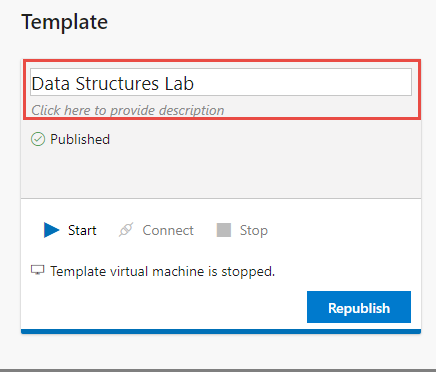 Template
Data Structures Lab
Click here to provide description
Published
Start Connect Stop
Template virtual machine is stopped.
Republish